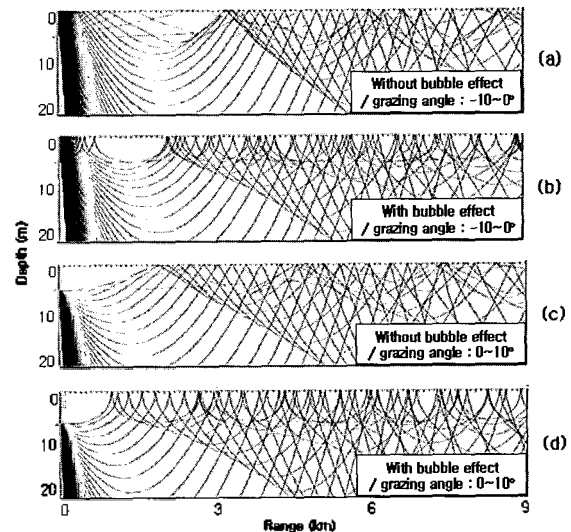 0
10
20
Without bubble effect
/ grazing angle : -10~0°
(a)
0
10
20
With bubble effect
/ grazing angle : -10~0°
(b)
Depth (m)
0
10
20
Without bubble effect
/ grazing angle : 0~10°
(c)
0
10
20
With bubble effect
/ grazing angle : 0~10°
(d)
0 3 6 9
Range (km)